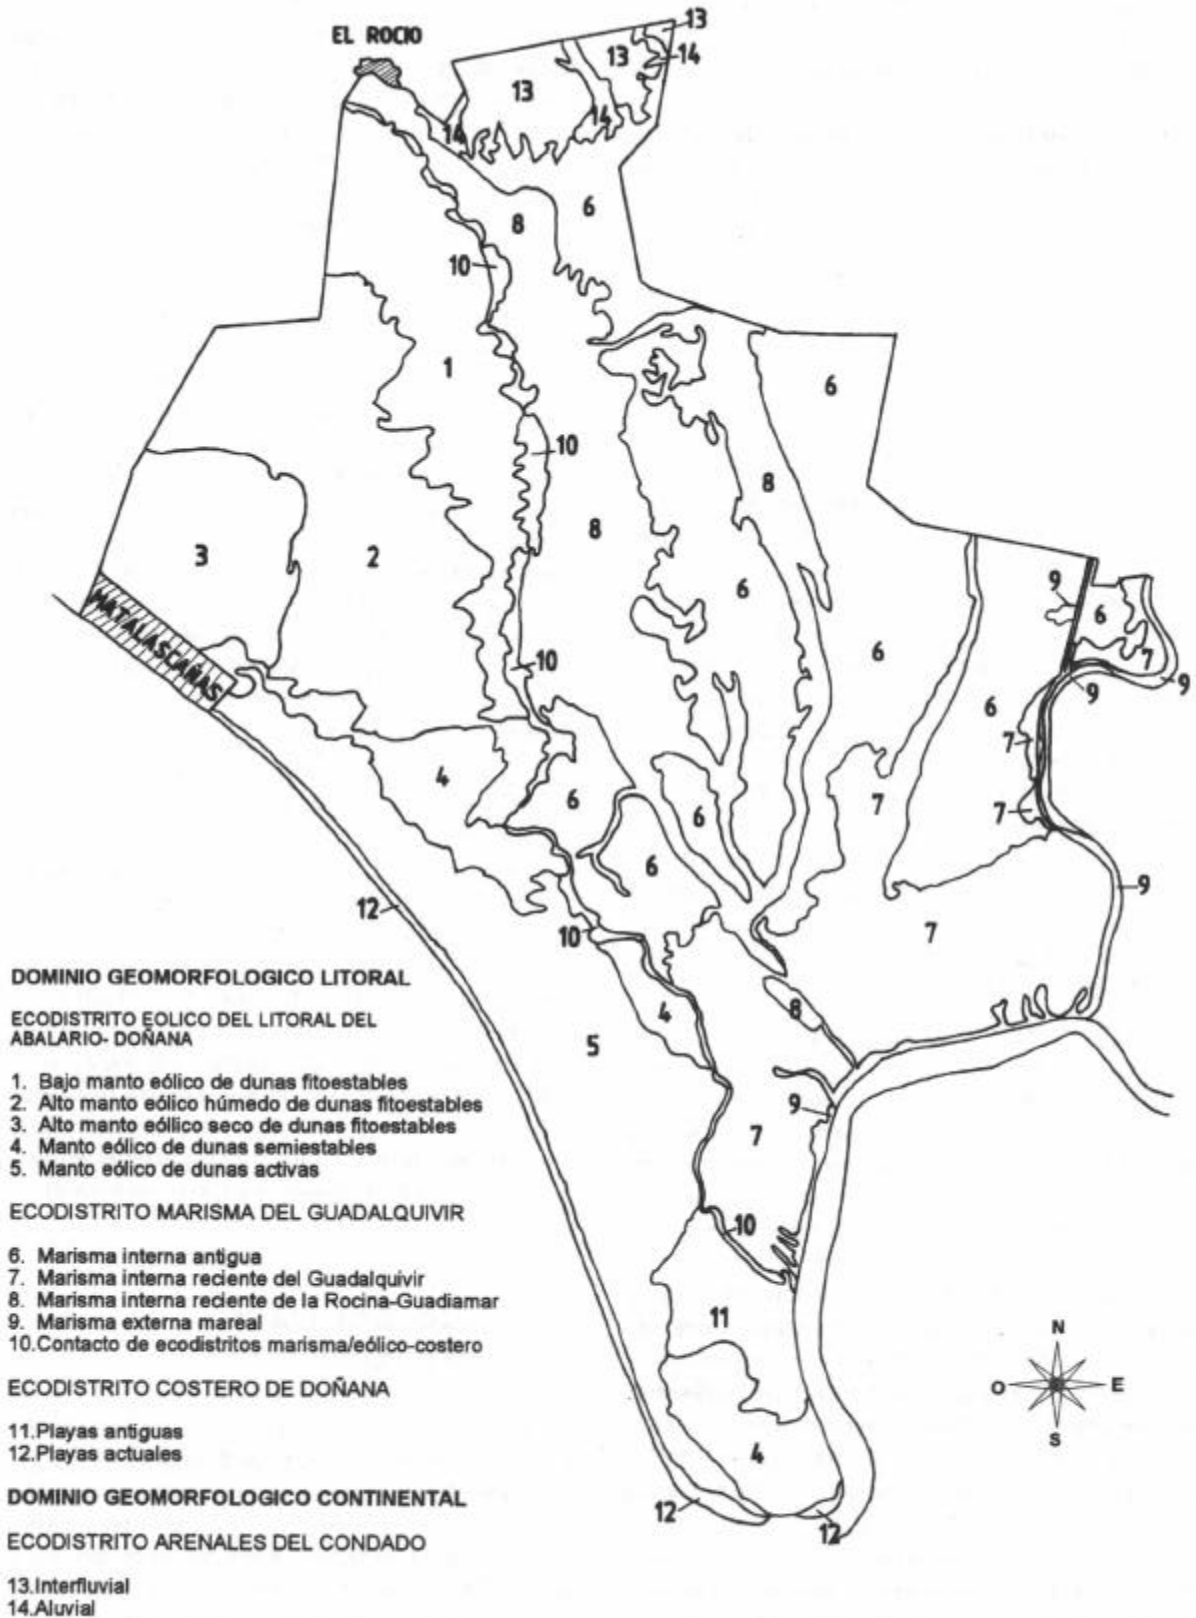 EL ROCIO
13
13
14
13
14
14
6
8
10
1
6
10
8
8
3
2
6
9
6
MATALASCAÑAS
6
10
7
9
9
6
7
4
6
6
7
7
6
9
12
10
7
4
8
5
9
7
10
11
4
12
12
DOMINIO GEOMORFOLOGICO LITORAL
ECODISTRITO EOLICO DEL LITORAL DEL
ABALARIO- DOÑANA
1. Bajo manto eólico de dunas fitoestables
2. Alto manto eólico húmedo de dunas fitoestables
3. Alto manto eóllico seco de dunas fitoestables
4. Manto eólico de dunas semiestables
5. Manto eólico de dunas activas
ECODISTRITO MARISMA DEL GUADALQUIVIR
6. Marisma interna antigua
7. Marisma interna reciente del Guadalquivir
8. Marisma interna reciente de la Rocina-Guadiamar
9. Marisma externa mareal
10.Contacto de ecodistritos marisma/eólico-costero
ECODISTRITO COSTERO DE DOÑANA
11.Playas antiguas
12.Playas actuales
DOMINIO GEOMORFOLOGICO CONTINENTAL
ECODISTRITO ARENALES DEL CONDADO
13.Interfluvial
14.Aluvial
N
O
E
S